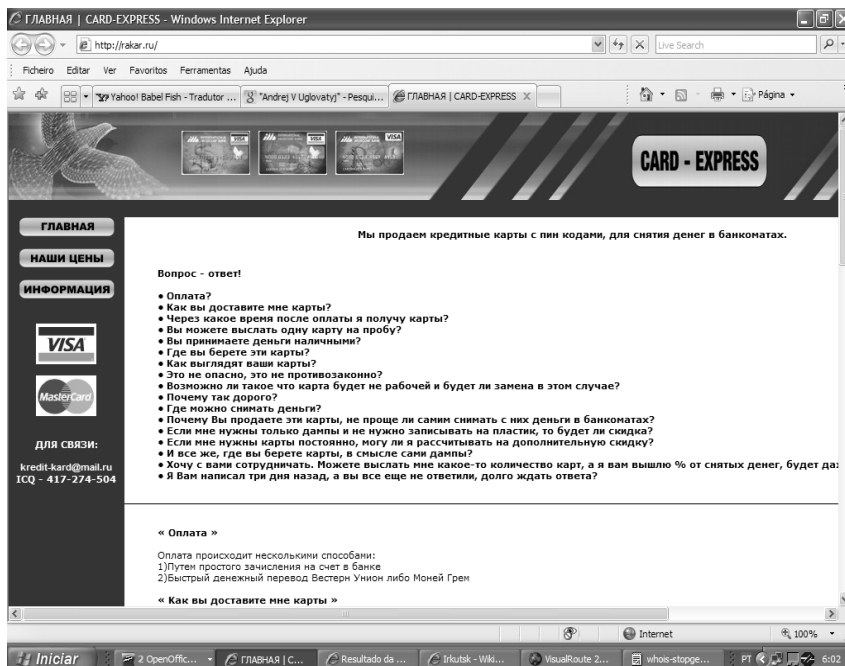 ГЛАВНАЯ | CARD-EXPRESS - Windows Internet Explorer
http://rakar.ru/
Live Search
Ficheiro Editar Ver Favoritos Ferramentas Ajuda
Yahoo! Babel Fish - Tradutor ...
"Andrej V Uglovatyj" - Pesqui...
ГЛАВНАЯ | CARD-EXPRESS
Página
VISA VISA VISA
CARD - EXPRESS
ГЛАВНАЯ
НАШИ ЦЕНЫ
ИНФОРМАЦИЯ
VISA
MasterCard
ДЛЯ СВЯЗИ:
kredit-kard@mail.ru
ICQ - 417-274-504
Мы продаем кредитные карты с пин кодами, для снятия денег в банкоматах.
Вопрос - ответ!
● Оплата?
● Как вы доставите мне карты?
● Через какое время после оплаты я получу карты?
● Вы можете выслать одну карту на пробу?
● Вы принимаете деньги наличными?
● Где вы берете эти карты?
● Как выглядят ваши карты?
● Это не опасно, это не противозаконно?
● Возможно ли такое что карта будет не рабочей и будет ли замена в этом случае?
● Почему так дорого?
● Где можно снимать деньги?
● Почему Вы продаете эти карты, не проще ли самим снимать с них деньги в банкоматах?
● Если мне нужны только дампы и не нужно записывать на пластик, то будет ли скидка?
● Если мне нужны карты постоянно, могу ли я рассчитывать на дополнительную скидку?
● И все же, где вы берете карты, в смысле сами дампы?
● Хочу с вами сотрудничать. Можете выслать мне какое-то количество карт, а я вам вышлю % от снятых денег, будет да
● Я Вам написал три дня назад, а вы все еще не ответили, долго ждать ответа?
« Оплата »
Оплата происходит несколькими способами:
1)Путем простого зачисления на счет в банке
2)Быстрый денежный перевод Вестерн Унион либо Моней Грем
« Как вы доставите мне карты »
Internet
100%
Iniciar
2 OpenOffic...
ГЛАВНАЯ | C...
Resultado da ...
Irkutsk - Wiki...
VisualRoute 2...
whois-stopge...
PT
6:02